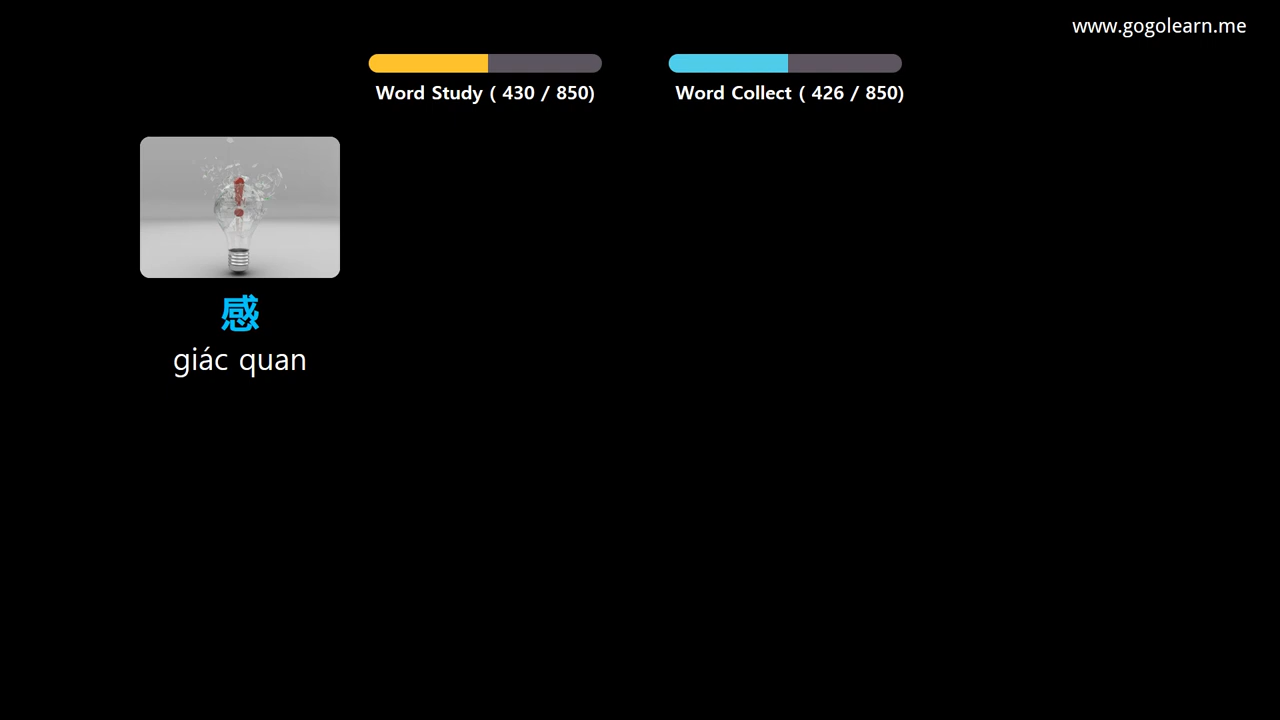 www.gogolearn.me
Word Study ( 430 / 850)
Word Collect ( 426 / 850)
感
giác quan